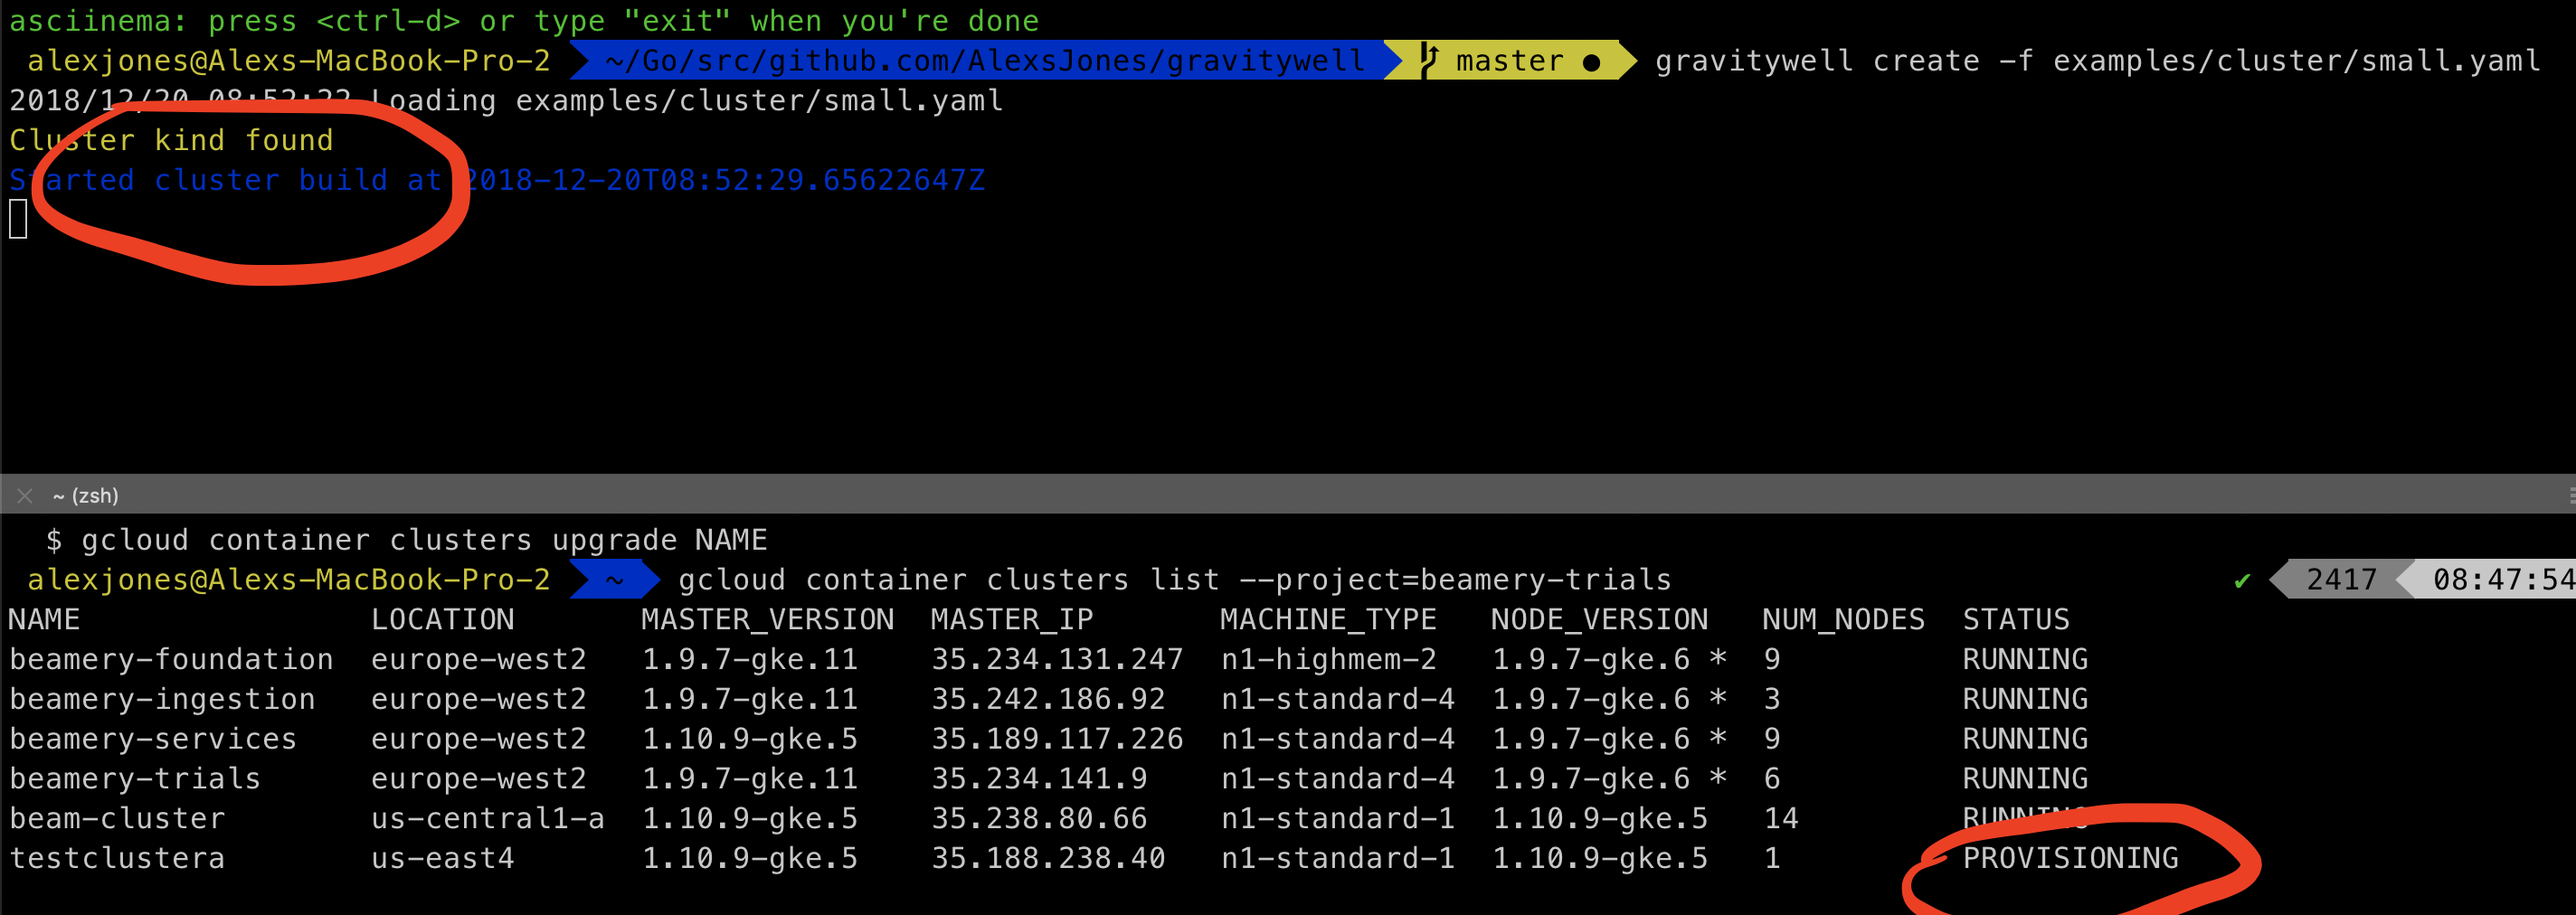 asciinema: press <ctrl-d> or type "exit" when you're done
alexjones@Alexs-MacBook-Pro-2 ~/Go/src/github.com/AlexsJones/gravitywell master ● gravitywell create -f examples/cluster/small.yaml
2018/12/20 08:52:22 Loading examples/cluster/small.yaml
Cluster kind found
Started cluster build at 2018-12-20T08:52:29.65622647Z
~ (zsh)
$ gcloud container clusters upgrade NAME
alexjones@Alexs-MacBook-Pro-2 ~ gcloud container clusters list --project=beamery-trials ✔ 2417 08:47:54
NAME LOCATION MASTER_VERSION MASTER_IP MACHINE_TYPE NODE_VERSION NUM_NODES STATUS
beamery-foundation europe-west2 1.9.7-gke.11 35.234.131.247 n1-highmem-2 1.9.7-gke.6 * 9 RUNNING
beamery-ingestion europe-west2 1.9.7-gke.11 35.242.186.92 n1-standard-4 1.9.7-gke.6 * 3 RUNNING
beamery-services europe-west2 1.10.9-gke.5 35.189.117.226 n1-standard-4 1.9.7-gke.6 * 9 RUNNING
beamery-trials europe-west2 1.9.7-gke.11 35.234.141.9 n1-standard-4 1.9.7-gke.6 * 6 RUNNING
beam-cluster us-central1-a 1.10.9-gke.5 35.238.80.66 n1-standard-1 1.10.9-gke.5 14 RUNNING
testclustera us-east4 1.10.9-gke.5 35.188.238.40 n1-standard-1 1.10.9-gke.5 1 PROVISIONING